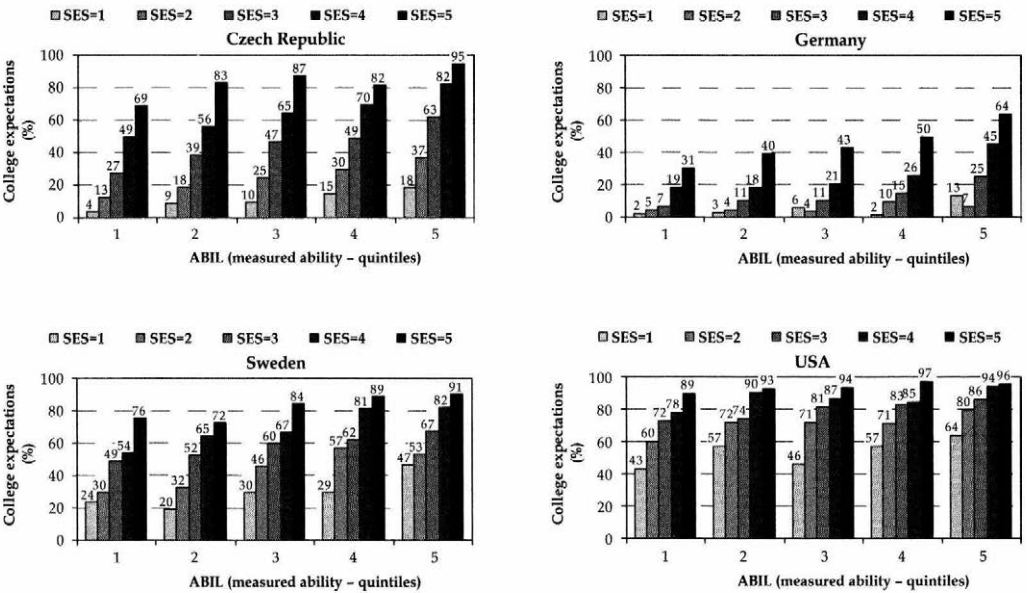 SES=1 SES=2 SES=3 SES=4 SES=5
Czech Republic
College expectations
(%)
100
80
60
40
20
0
4 13 27 49 69
9 18 39 56 83
10 25 47 65 87
15 30 49 70 82
18 37 63 82 95
1 2 3 4 5
ABIL (measured ability – quintiles)
SES=1 SES=2 SES=3 SES=4 SES=5
Germany
College expectations
(%)
100
80
60
40
20
0
2 5 7 19 31
3 4 11 18 40
6 4 11 21 43
2 10 15 26 50
13 7 25 45 64
1 2 3 4 5
ABIL (measured ability – quintiles)
SES=1 SES=2 SES=3 SES=4 SES=5
Sweden
College expectations
(%)
100
80
60
40
20
0
24 30 49 54 76
20 32 52 65 72
30 46 60 67 84
29 57 62 81 89
47 53 67 82 91
1 2 3 4 5
ABIL (measured ability – quintiles)
SES=1 SES=2 SES=3 SES=4 SES=5
USA
College expectations
(%)
100
80
60
40
20
0
43 60 72 78 89
57 72 74 90 93
46 71 81 87 94
57 71 83 85 97
64 80 86 94 96
1 2 3 4 5
ABIL (measured ability – quintiles)